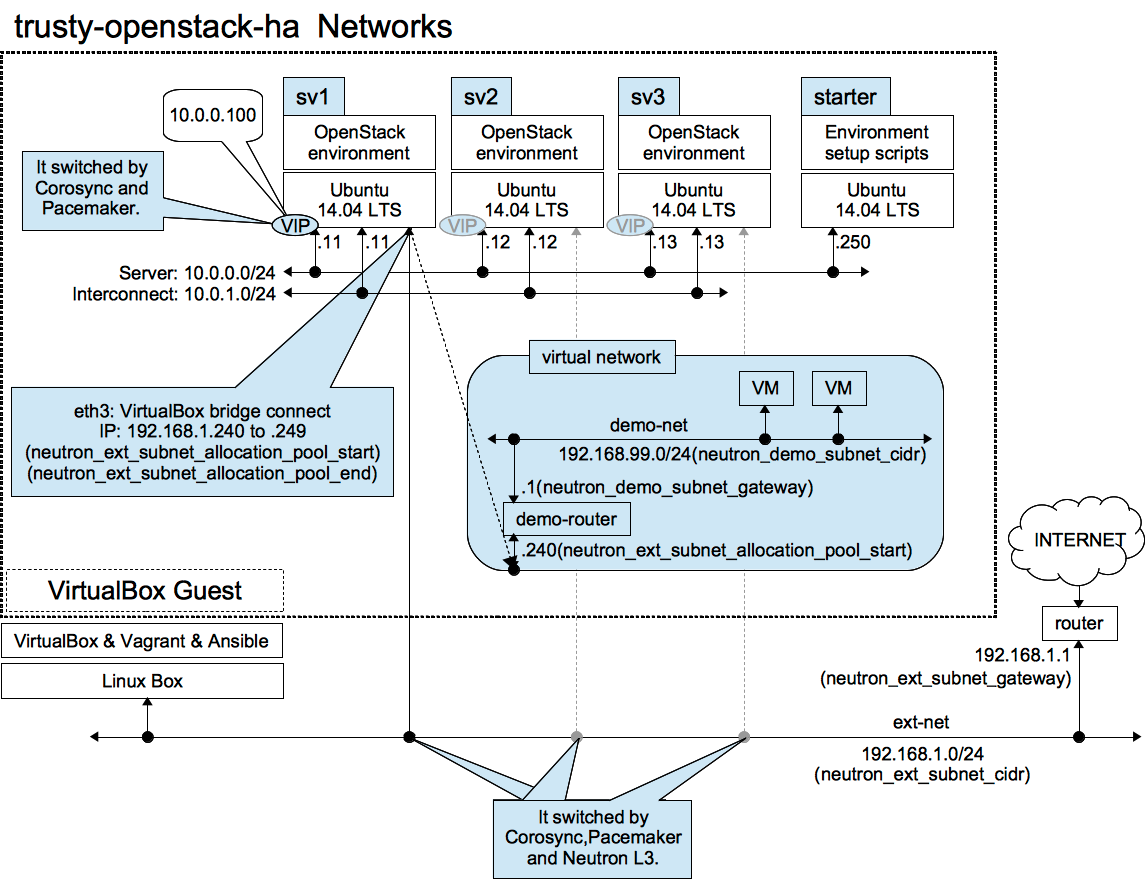 trusty-openstack-ha Networks
sv1
sv2
sv3
starter
10.0.0.100
OpenStack
environment
OpenStack
environment
OpenStack
environment
Environment
setup scripts
It switched by
Corosync and
Pacemaker.
Ubuntu
14.04 LTS
Ubuntu
14.04 LTS
Ubuntu
14.04 LTS
Ubuntu
14.04 LTS
VIP
VIP
VIP
.11
.11
.12
.12
.13
.13
.250
Server: 10.0.0.0/24
Interconnect: 10.0.1.0/24
virtual network
VM
VM
eth3: VirtualBox bridge connect
IP: 192.168.1.240 to .249
(neutron_ext_subnet_allocation_pool_start)
(neutron_ext_subnet_allocation_pool_end)
demo-net
192.168.99.0/24(neutron_demo_subnet_cidr)
.1(neutron_demo_subnet_gateway)
demo-router
.240(neutron_ext_subnet_allocation_pool_start)
INTERNET
VirtualBox Guest
router
VirtualBox & Vagrant & Ansible
Linux Box
192.168.1.1
(neutron_ext_subnet_gateway)
ext-net
192.168.1.0/24
(neutron_ext_subnet_cidr)
It switched by
Corosync,Pacemaker
and Neutron L3.